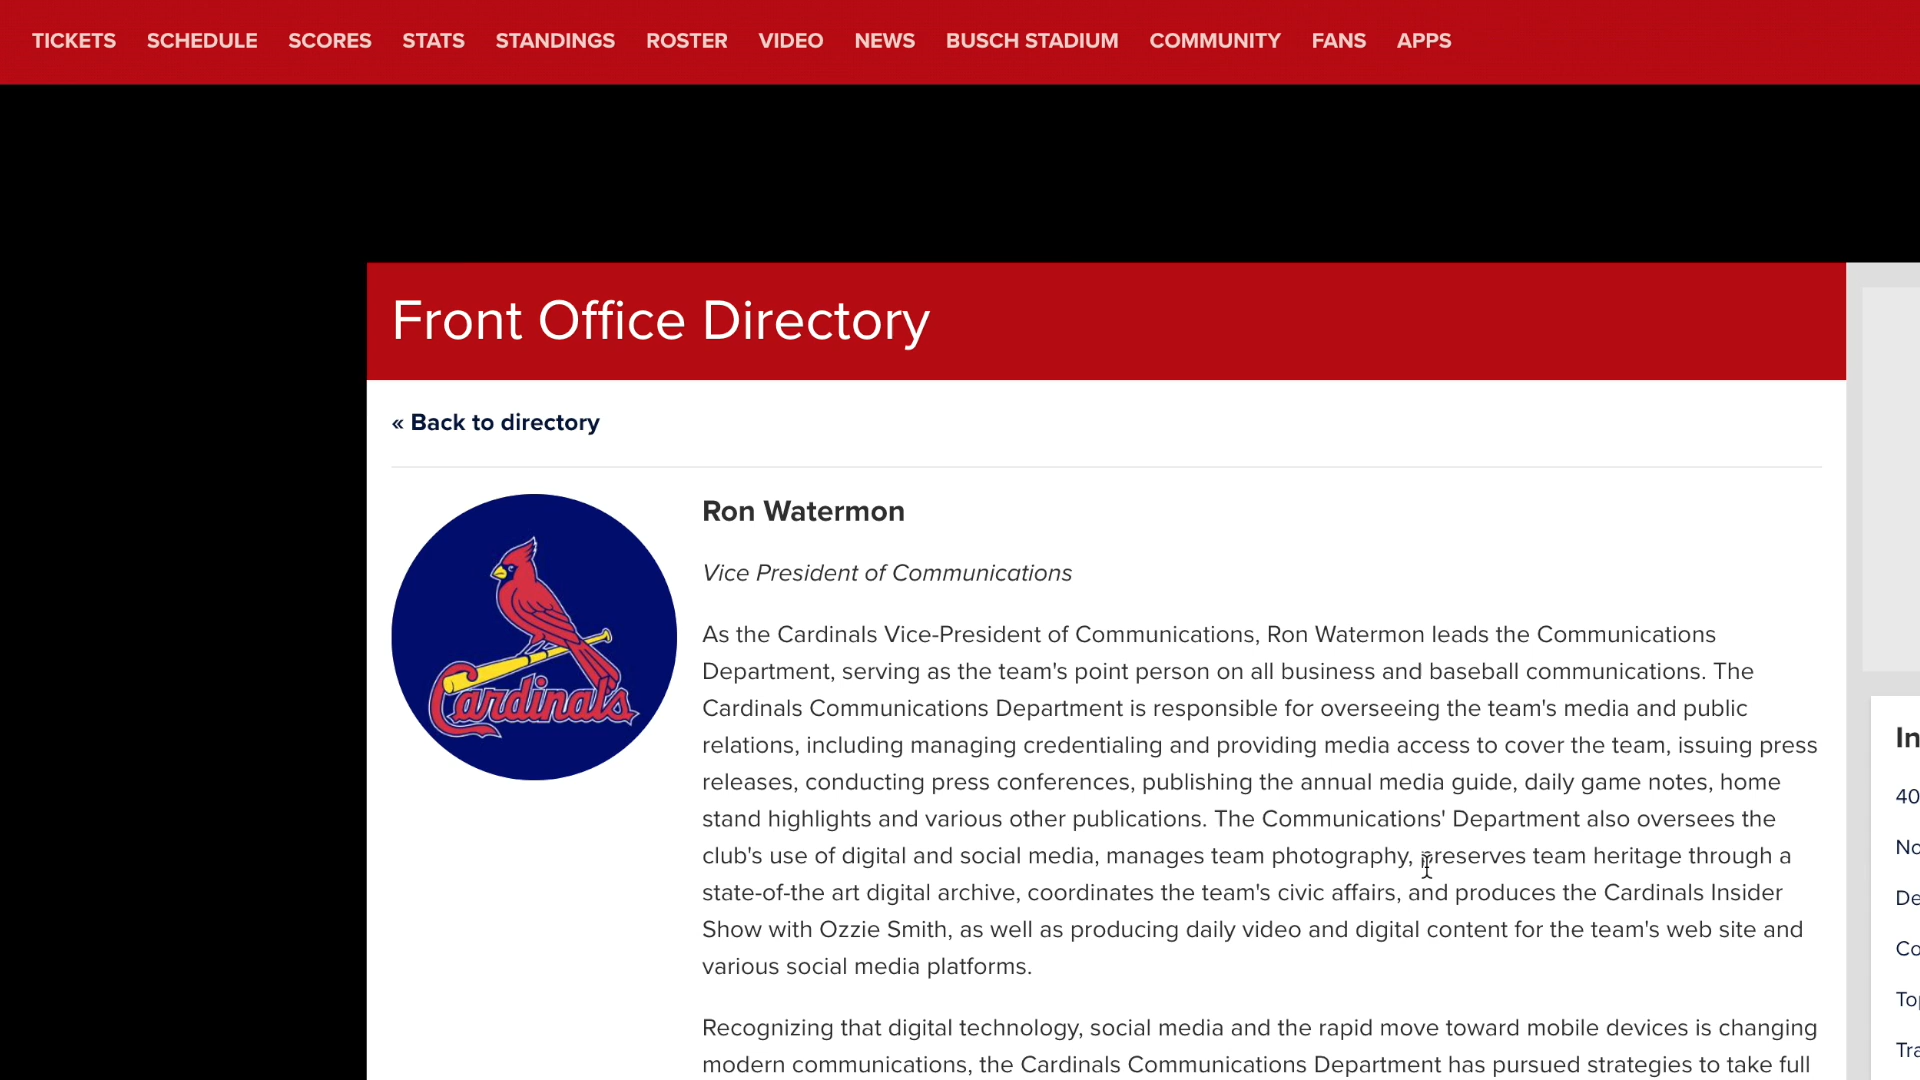 TICKETS SCHEDULE SCORES STATS STANDINGS ROSTER VIDEO NEWS BUSCH STADIUM COMMUNITY FANS APPS
Front Office Directory
« Back to directory
Cardinals
Ron Watermon
Vice President of Communications
As the Cardinals Vice-President of Communications, Ron Watermon leads the Communications
Department, serving as the team's point person on all business and baseball communications. The
Cardinals Communications Department is responsible for overseeing the team's media and public
relations, including managing credentialing and providing media access to cover the team, issuing press
releases, conducting press conferences, publishing the annual media guide, daily game notes, home
stand highlights and various other publications. The Communications' Department also oversees the
club's use of digital and social media, manages team photography, preserves team heritage through a
state-of-the art digital archive, coordinates the team's civic affairs, and produces the Cardinals Insider
Show with Ozzie Smith, as well as producing daily video and digital content for the team's web site and
various social media platforms.
Recognizing that digital technology, social media and the rapid move toward mobile devices is changing
modern communications, the Cardinals Communications Department has pursued strategies to take full
In
40
No
De
Co
To
Tra